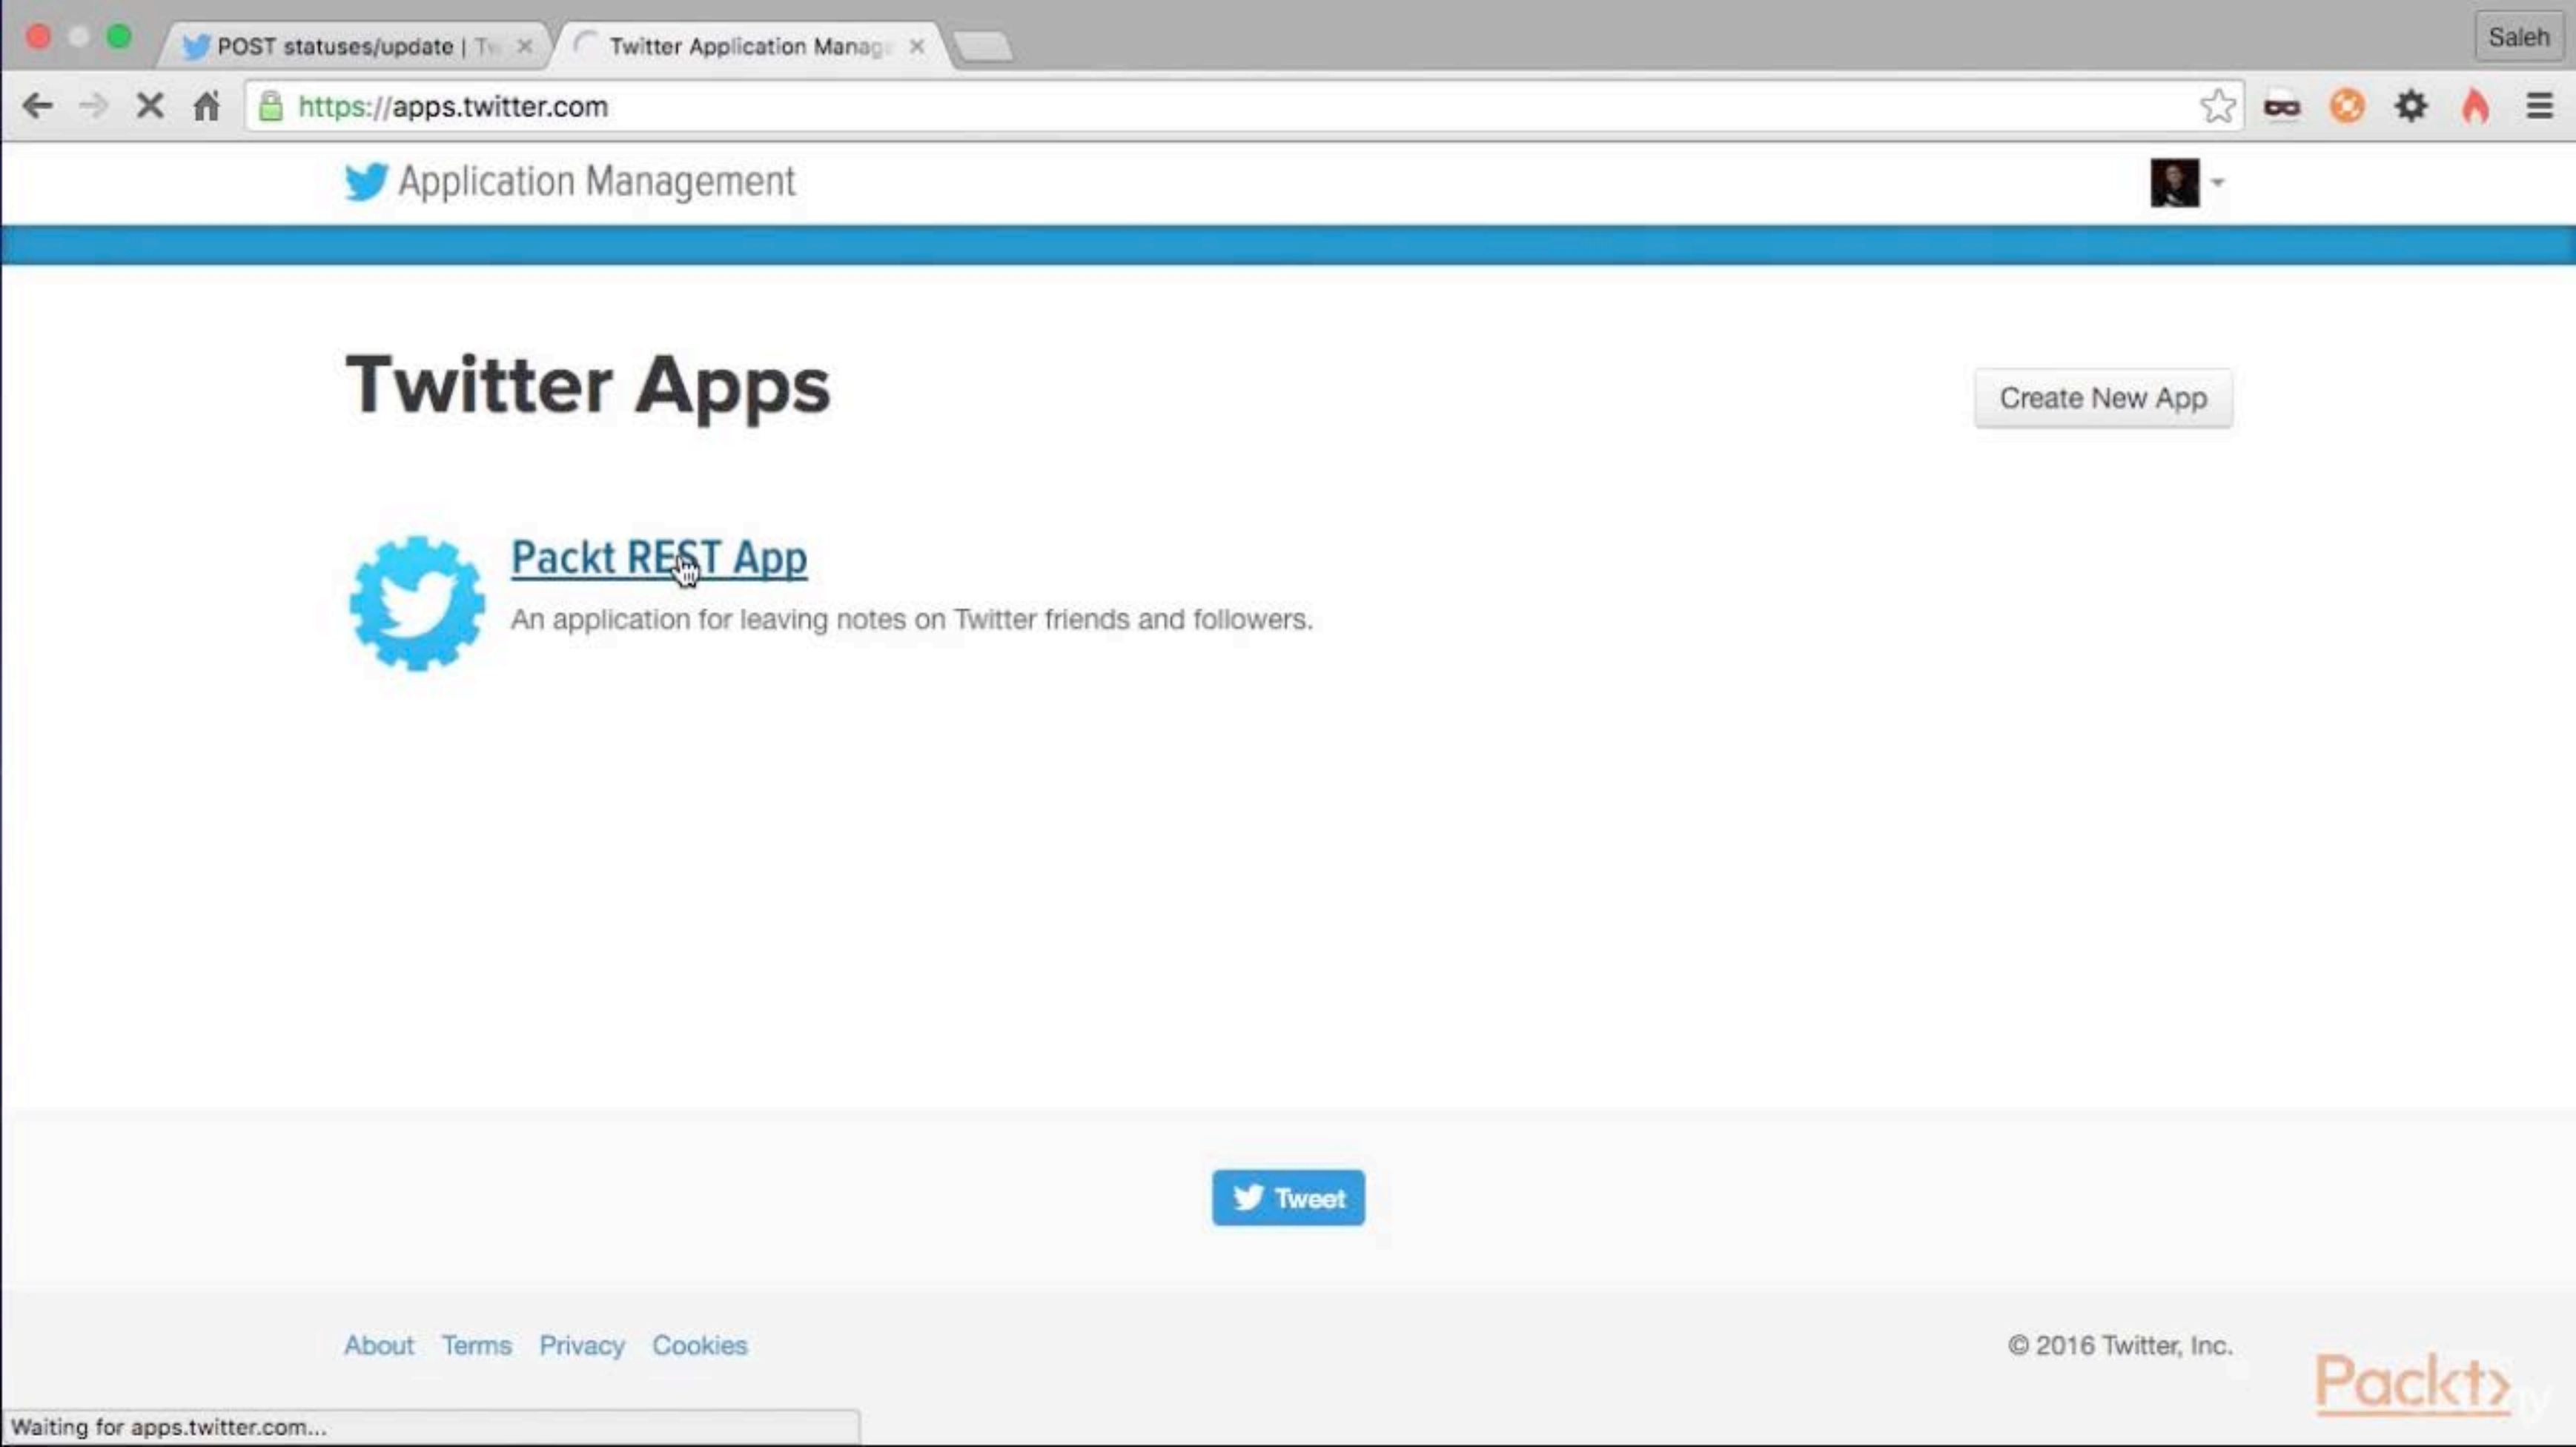 POST statuses/update | Tw
Twitter Application Manag
Saleh
https://apps.twitter.com
Application Management
Twitter Apps
Create New App
Packt REST App
An application for leaving notes on Twitter friends and followers.
Tweet
About Terms Privacy Cookies
© 2016 Twitter, Inc.
Packt>
Waiting for apps.twitter.com...